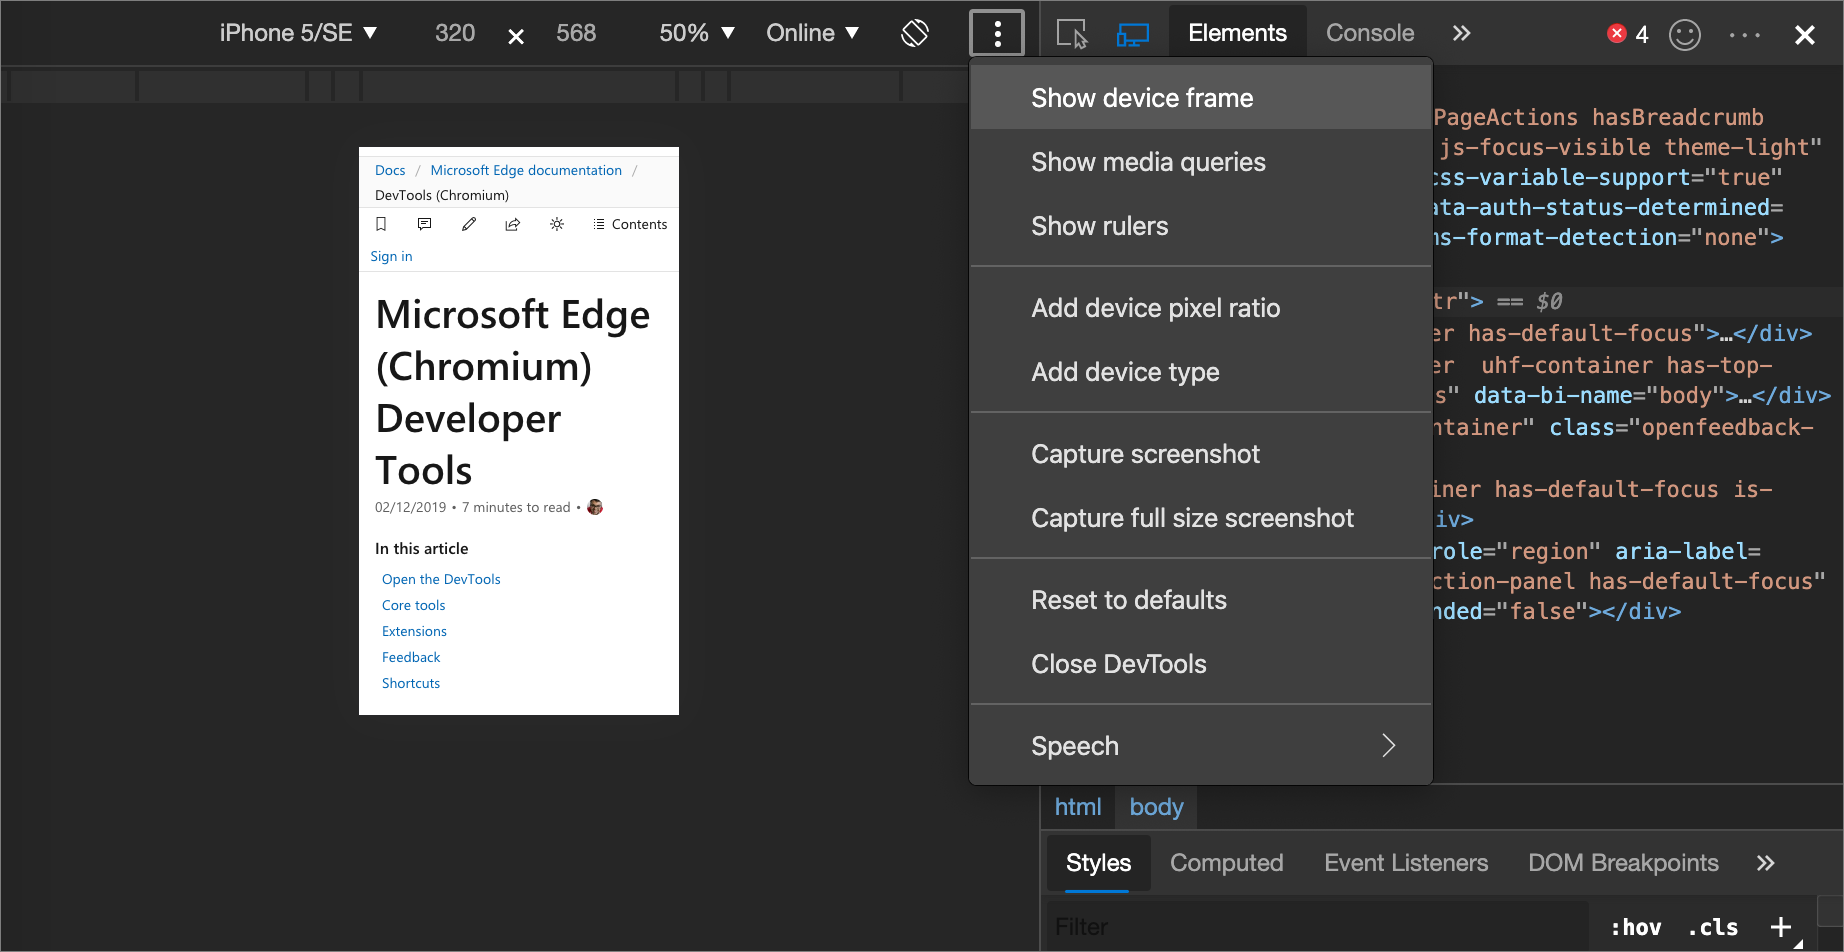 iPhone 5/SE ▼ 320 × 568 50% ▼ Online ▼
Elements Console » 4 ··· ×
Docs / Microsoft Edge documentation /
DevTools (Chromium)
Contents
Sign in
Microsoft Edge
(Chromium)
Developer
Tools
02/12/2019 • 7 minutes to read •
In this article
Open the DevTools
Core tools
Extensions
Feedback
Shortcuts
Show device frame
Show media queries
Show rulers
Add device pixel ratio
Add device type
Capture screenshot
Capture full size screenshot
Reset to defaults
Close DevTools
Speech
PageActions hasBreadcrumb
js-focus-visible theme-light"
css-variable-support="true"
ata-auth-status-determined=
ms-format-detection="none">
tr"> == $0
er has-default-focus">…</div>
er uhf-container has-top-
s" data-bi-name="body">…</div>
ntainer" class="openfeedback-
iner has-default-focus is-
iv>
role="region" aria-label=
ction-panel has-default-focus"
nded="false"></div>
html body
Styles Computed Event Listeners DOM Breakpoints »
Filter :hov .cls +